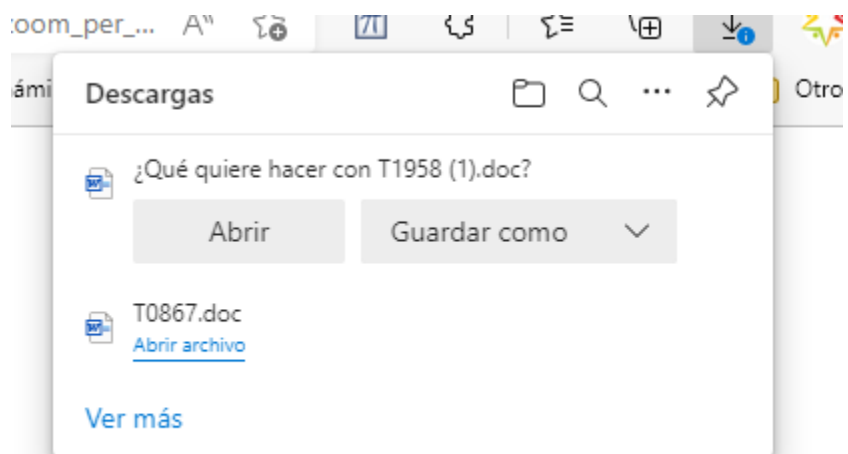 oom_per_...
ámi
Otro
Descargas
¿Qué quiere hacer con T1958 (1).doc?
Abrir
Guardar como
T0867.doc
Abrir archivo
Ver más